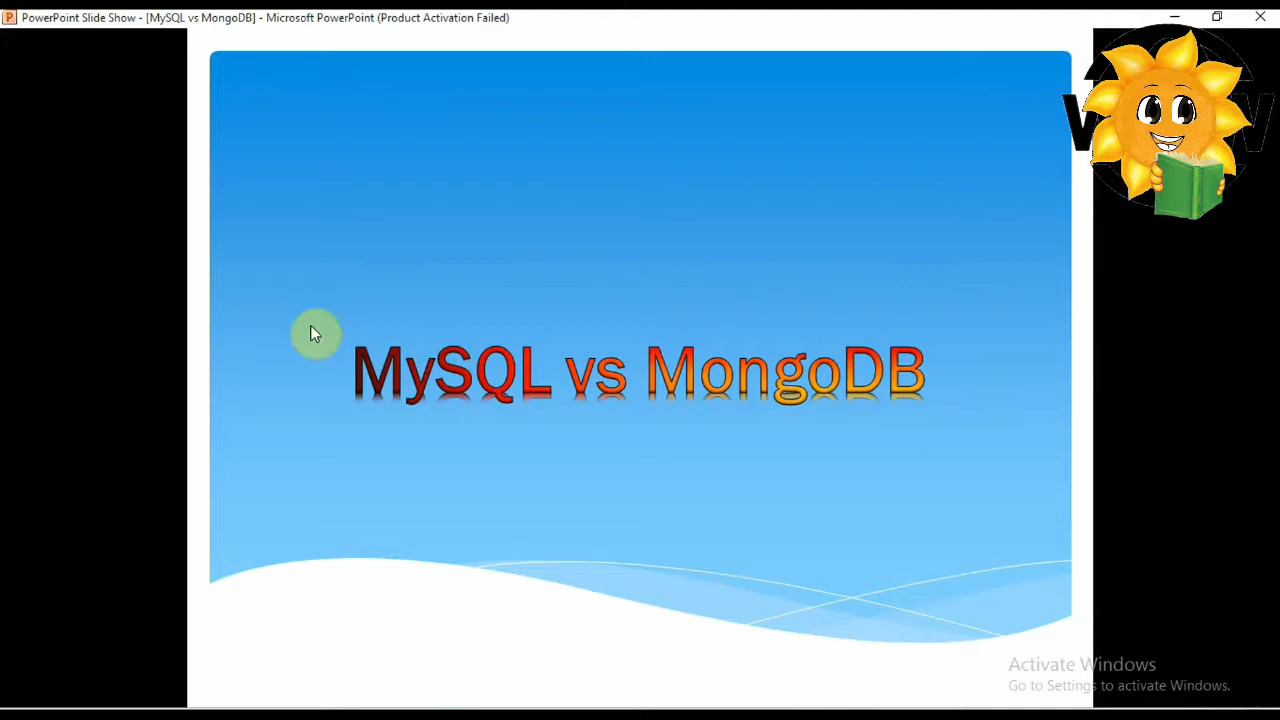 PowerPoint Slide Show - [MySQL vs MongoDB] - Microsoft PowerPoint (Product Activation Failed)
MySQL vs MongoDB
Activate Windows
Go to Settings to activate Windows.